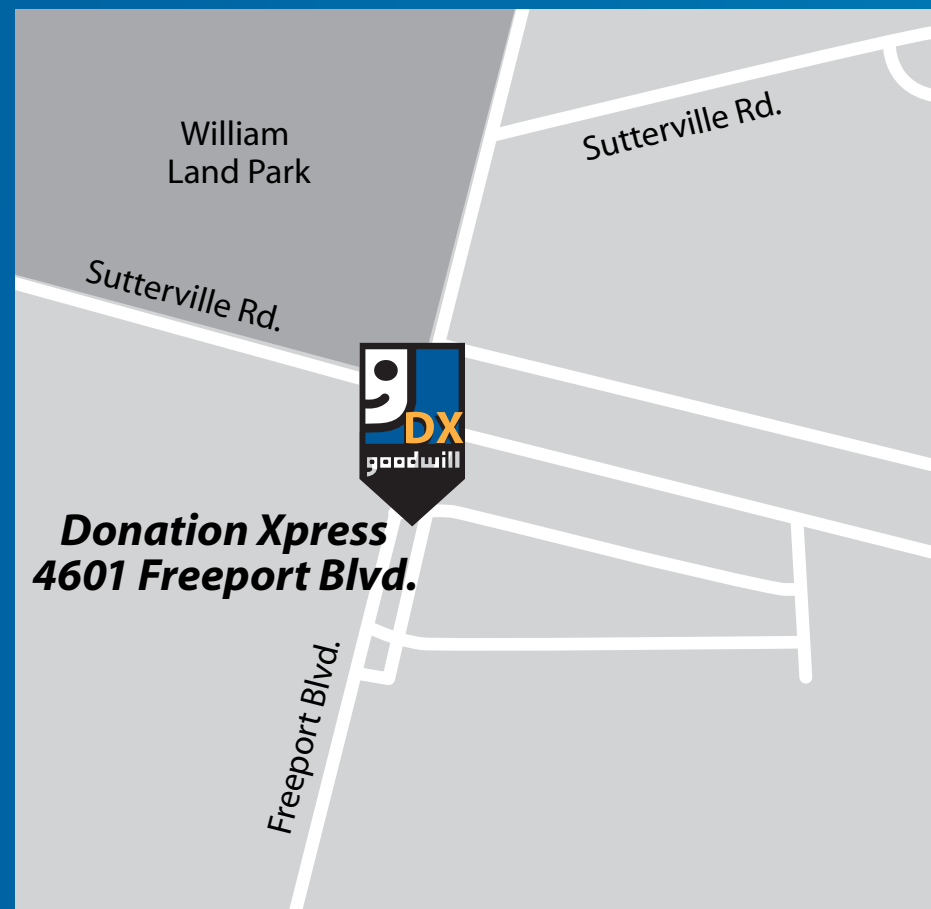 William
Land Park
Sutterville Rd.
Sutterville Rd.
DX
goodwill
Donation Xpress
4601 Freeport Blvd.
Freeport Blvd.